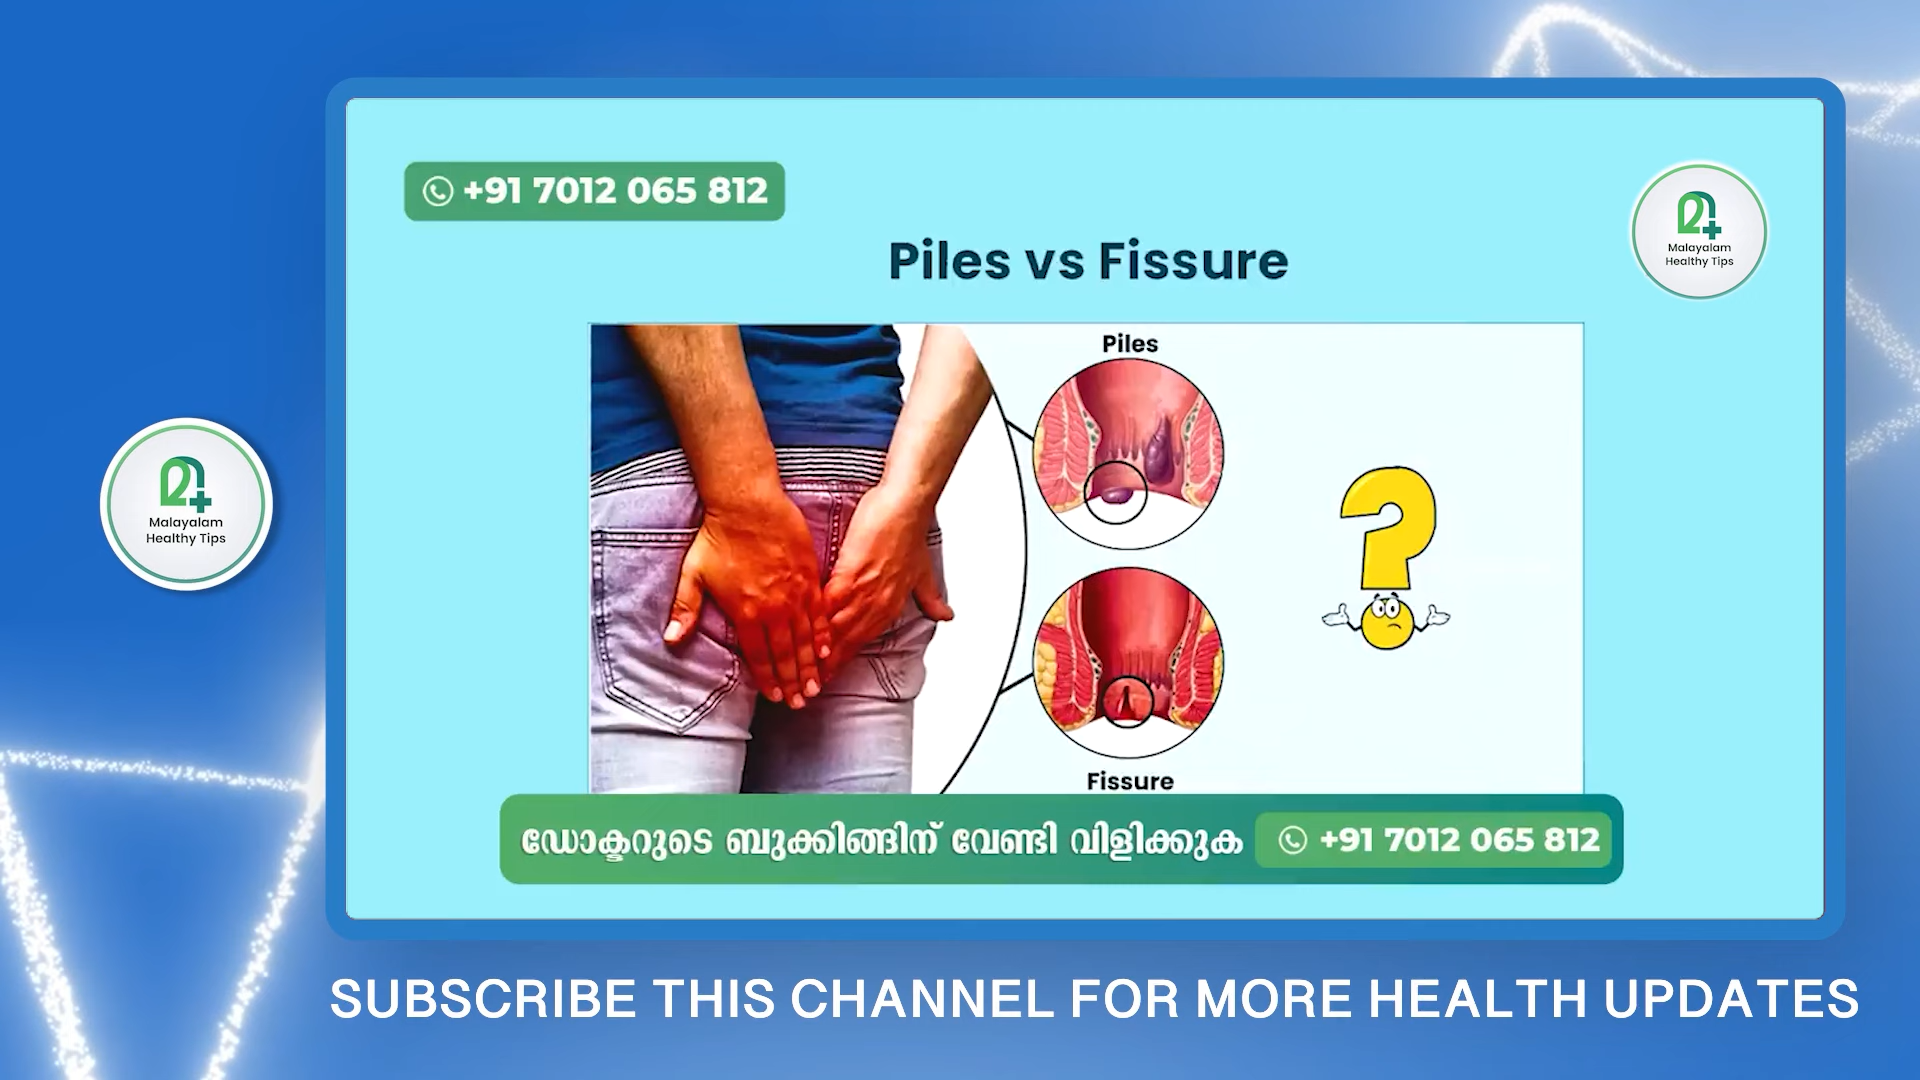 +91 7012 065 812
Malayalam
Healthy Tips
Piles vs Fissure
Piles
Malayalam
Healthy Tips
Fissure
ഡോക്ടറുടെ ബുക്കിങ്ങിന് വേണ്ടി വിളിക്കുക +91 7012 065 812
SUBSCRIBE THIS CHANNEL FOR MORE HEALTH UPDATES